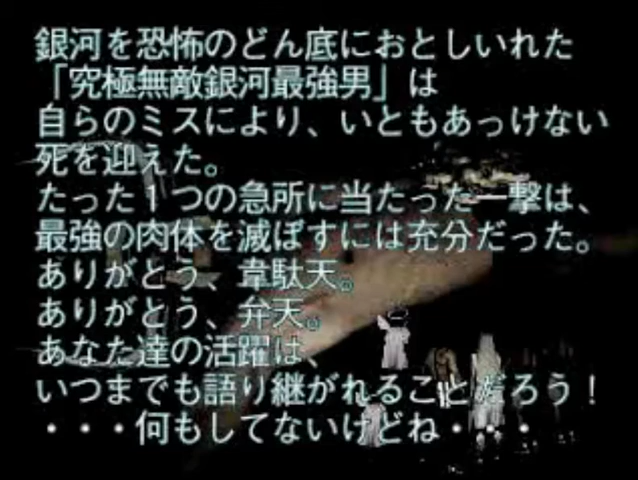 銀河を恐怖のどん底におとしいれた
「究極無敵銀河最強男」は
自らのミスにより、いともあっけない
死を迎えた。
たった１つの急所に当たった一撃は、
最強の肉体を滅ぼすには充分だった。
ありがとう、韋駄天。
ありがとう、弁天。
あなた達の活躍は、
いつまでも語り継がれることだろう！
・・・何もしてないけどね・・・